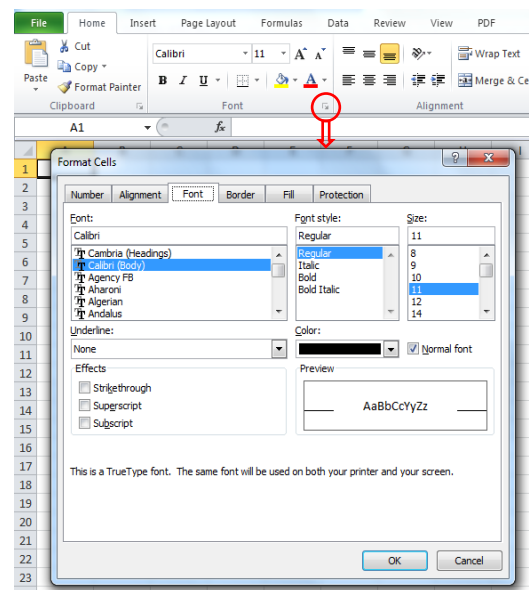 File Home Insert Page Layout Formulas Data Review View PDF
Paste
Cut
Copy
Format Painter
Clipboard
Calibri 11 A A
B I U A
Font
Wrap Text
Merge & Ce
Alignment
A1 fx
Format Cells
Number Alignment Font Border Fill Protection
Font: Font style: Size:
Calibri Regular 11
Cambria (Headings) Regular 8
Calibri (Body) Italic 9
Agency FB Bold 10
Aharoni Bold Italic 11
Algerian 12
Andalus 14
Underline: Color:
None Normal font
Effects Preview
Strikethrough
Superscript AaBbCcYyZz
Subscript
This is a TrueType font. The same font will be used on both your printer and your screen.
OK Cancel
1
2
3
4
5
6
7
8
9
10
11
12
13
14
15
16
17
18
19
20
21
22
23